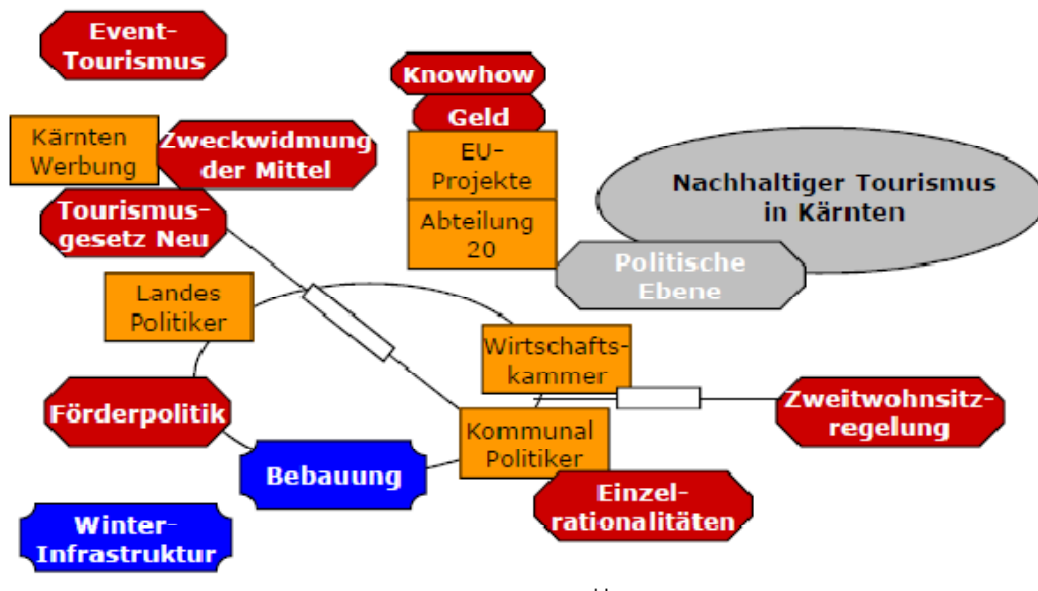 Event-
Tourismus
Knowhow
Geld
Kärnten
Werbung
Zweckwidmung
der Mittel
EU-
Projekte
Nachhaltiger Tourismus
in Kärnten
Tourismus-
gesetz Neu
Abteilung
20
Politische
Ebene
Landes
Politiker
Wirtschafts-
kammer
Förderpolitik
Zweitwohnsitz-
regelung
Kommunal
Politiker
Bebauung
Einzel-
rationalitäten
Winter-
Infrastruktur